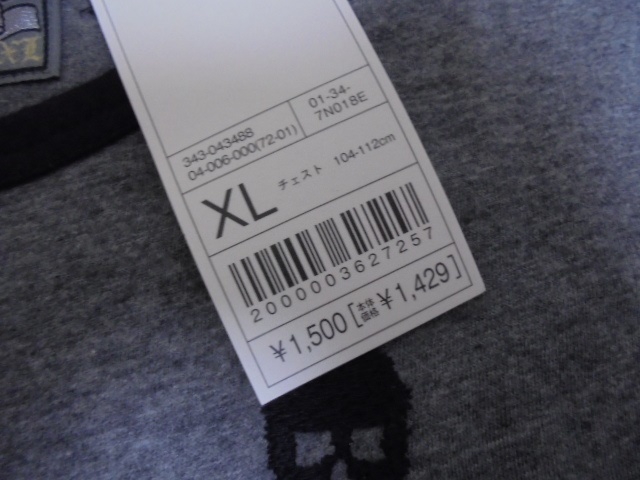 XL
343-043488
04-006-000(72-01)
01-34-
7N018E
XL チェスト 104-112cm
2000003627257
¥1,500 [本体価格 ¥1,429]